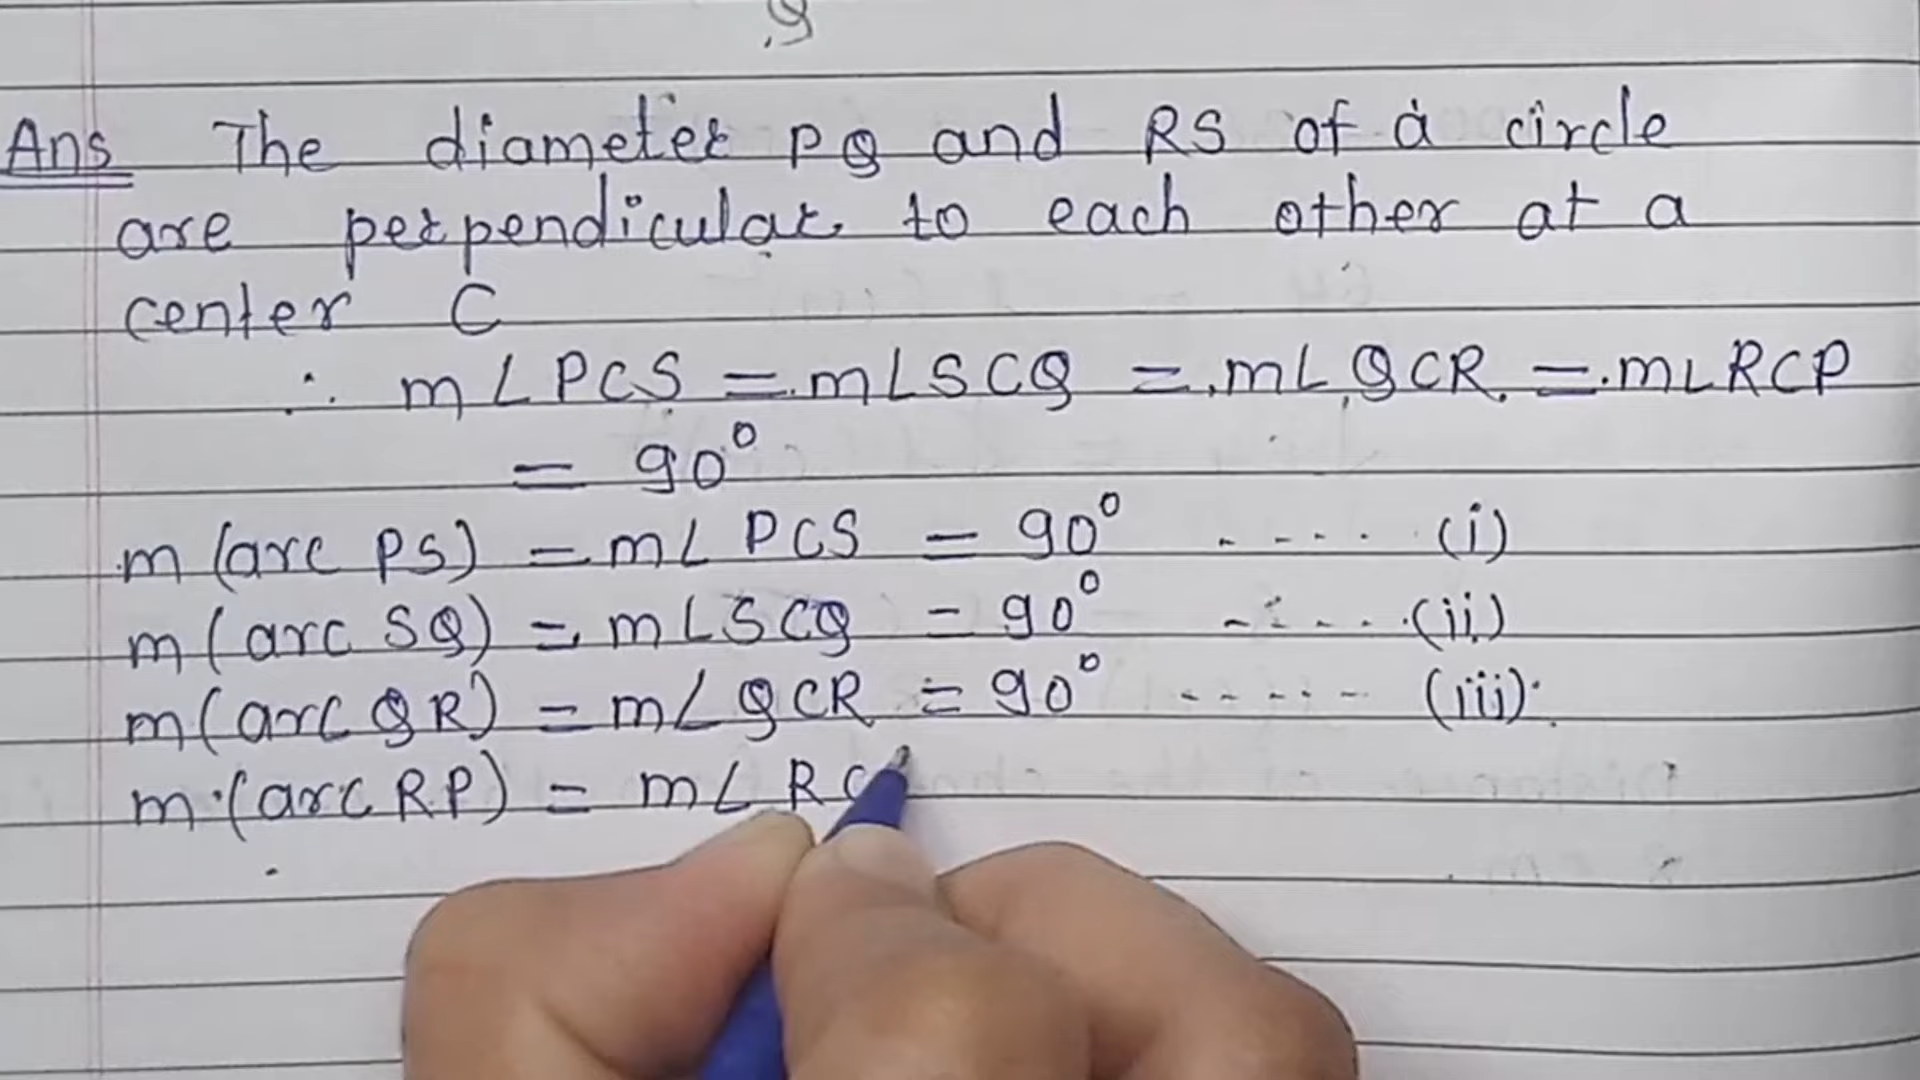 Q
Ans The diameter PQ and RS of a circle
are perpendicular to each other at a
center C
∴ m∠PCS = m∠SCQ = m∠QCR = m∠RCP
= 90°
m (arc PS) = m∠PCS = 90° ..... (i)
m (arc SQ) = m∠SCQ = 90° ..... (ii)
m (arc QR) = m∠QCR = 90° ...... (iii)
m (arc RP) = m∠RC